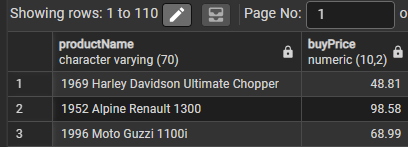 Showing rows: 1 to 110 Page No: 1 o
productName buyPrice
character varying (70) numeric (10,2)
1 1969 Harley Davidson Ultimate Chopper 48.81
2 1952 Alpine Renault 1300 98.58
3 1996 Moto Guzzi 1100i 68.99